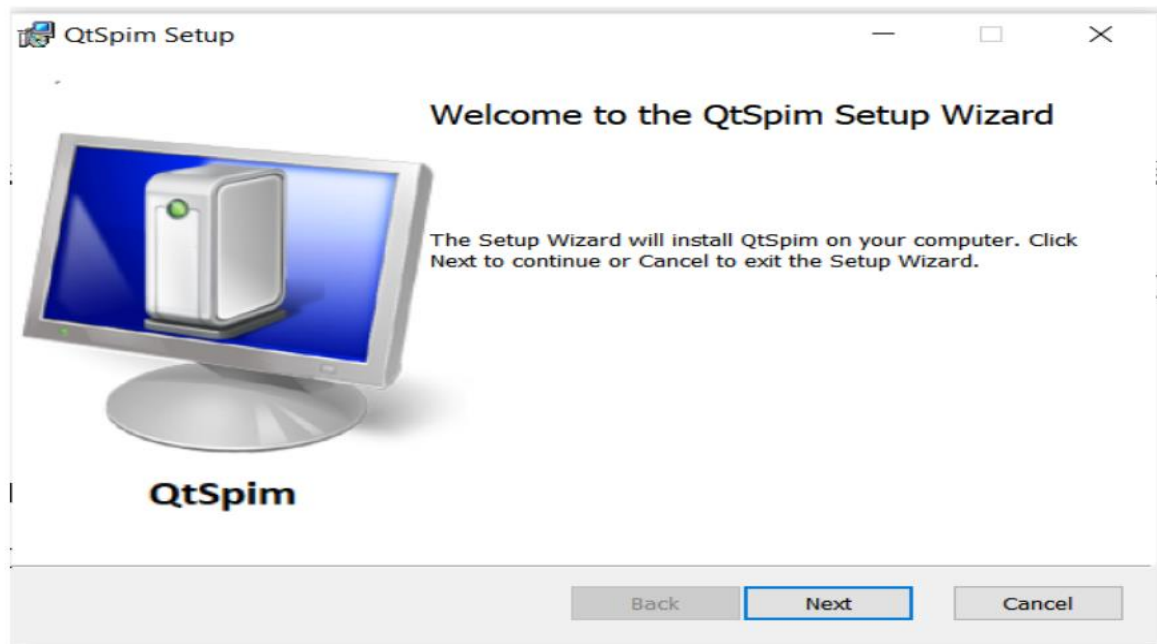 QtSpim Setup
Welcome to the QtSpim Setup Wizard
The Setup Wizard will install QtSpim on your computer. Click
Next to continue or Cancel to exit the Setup Wizard.
QtSpim
Back
Next
Cancel